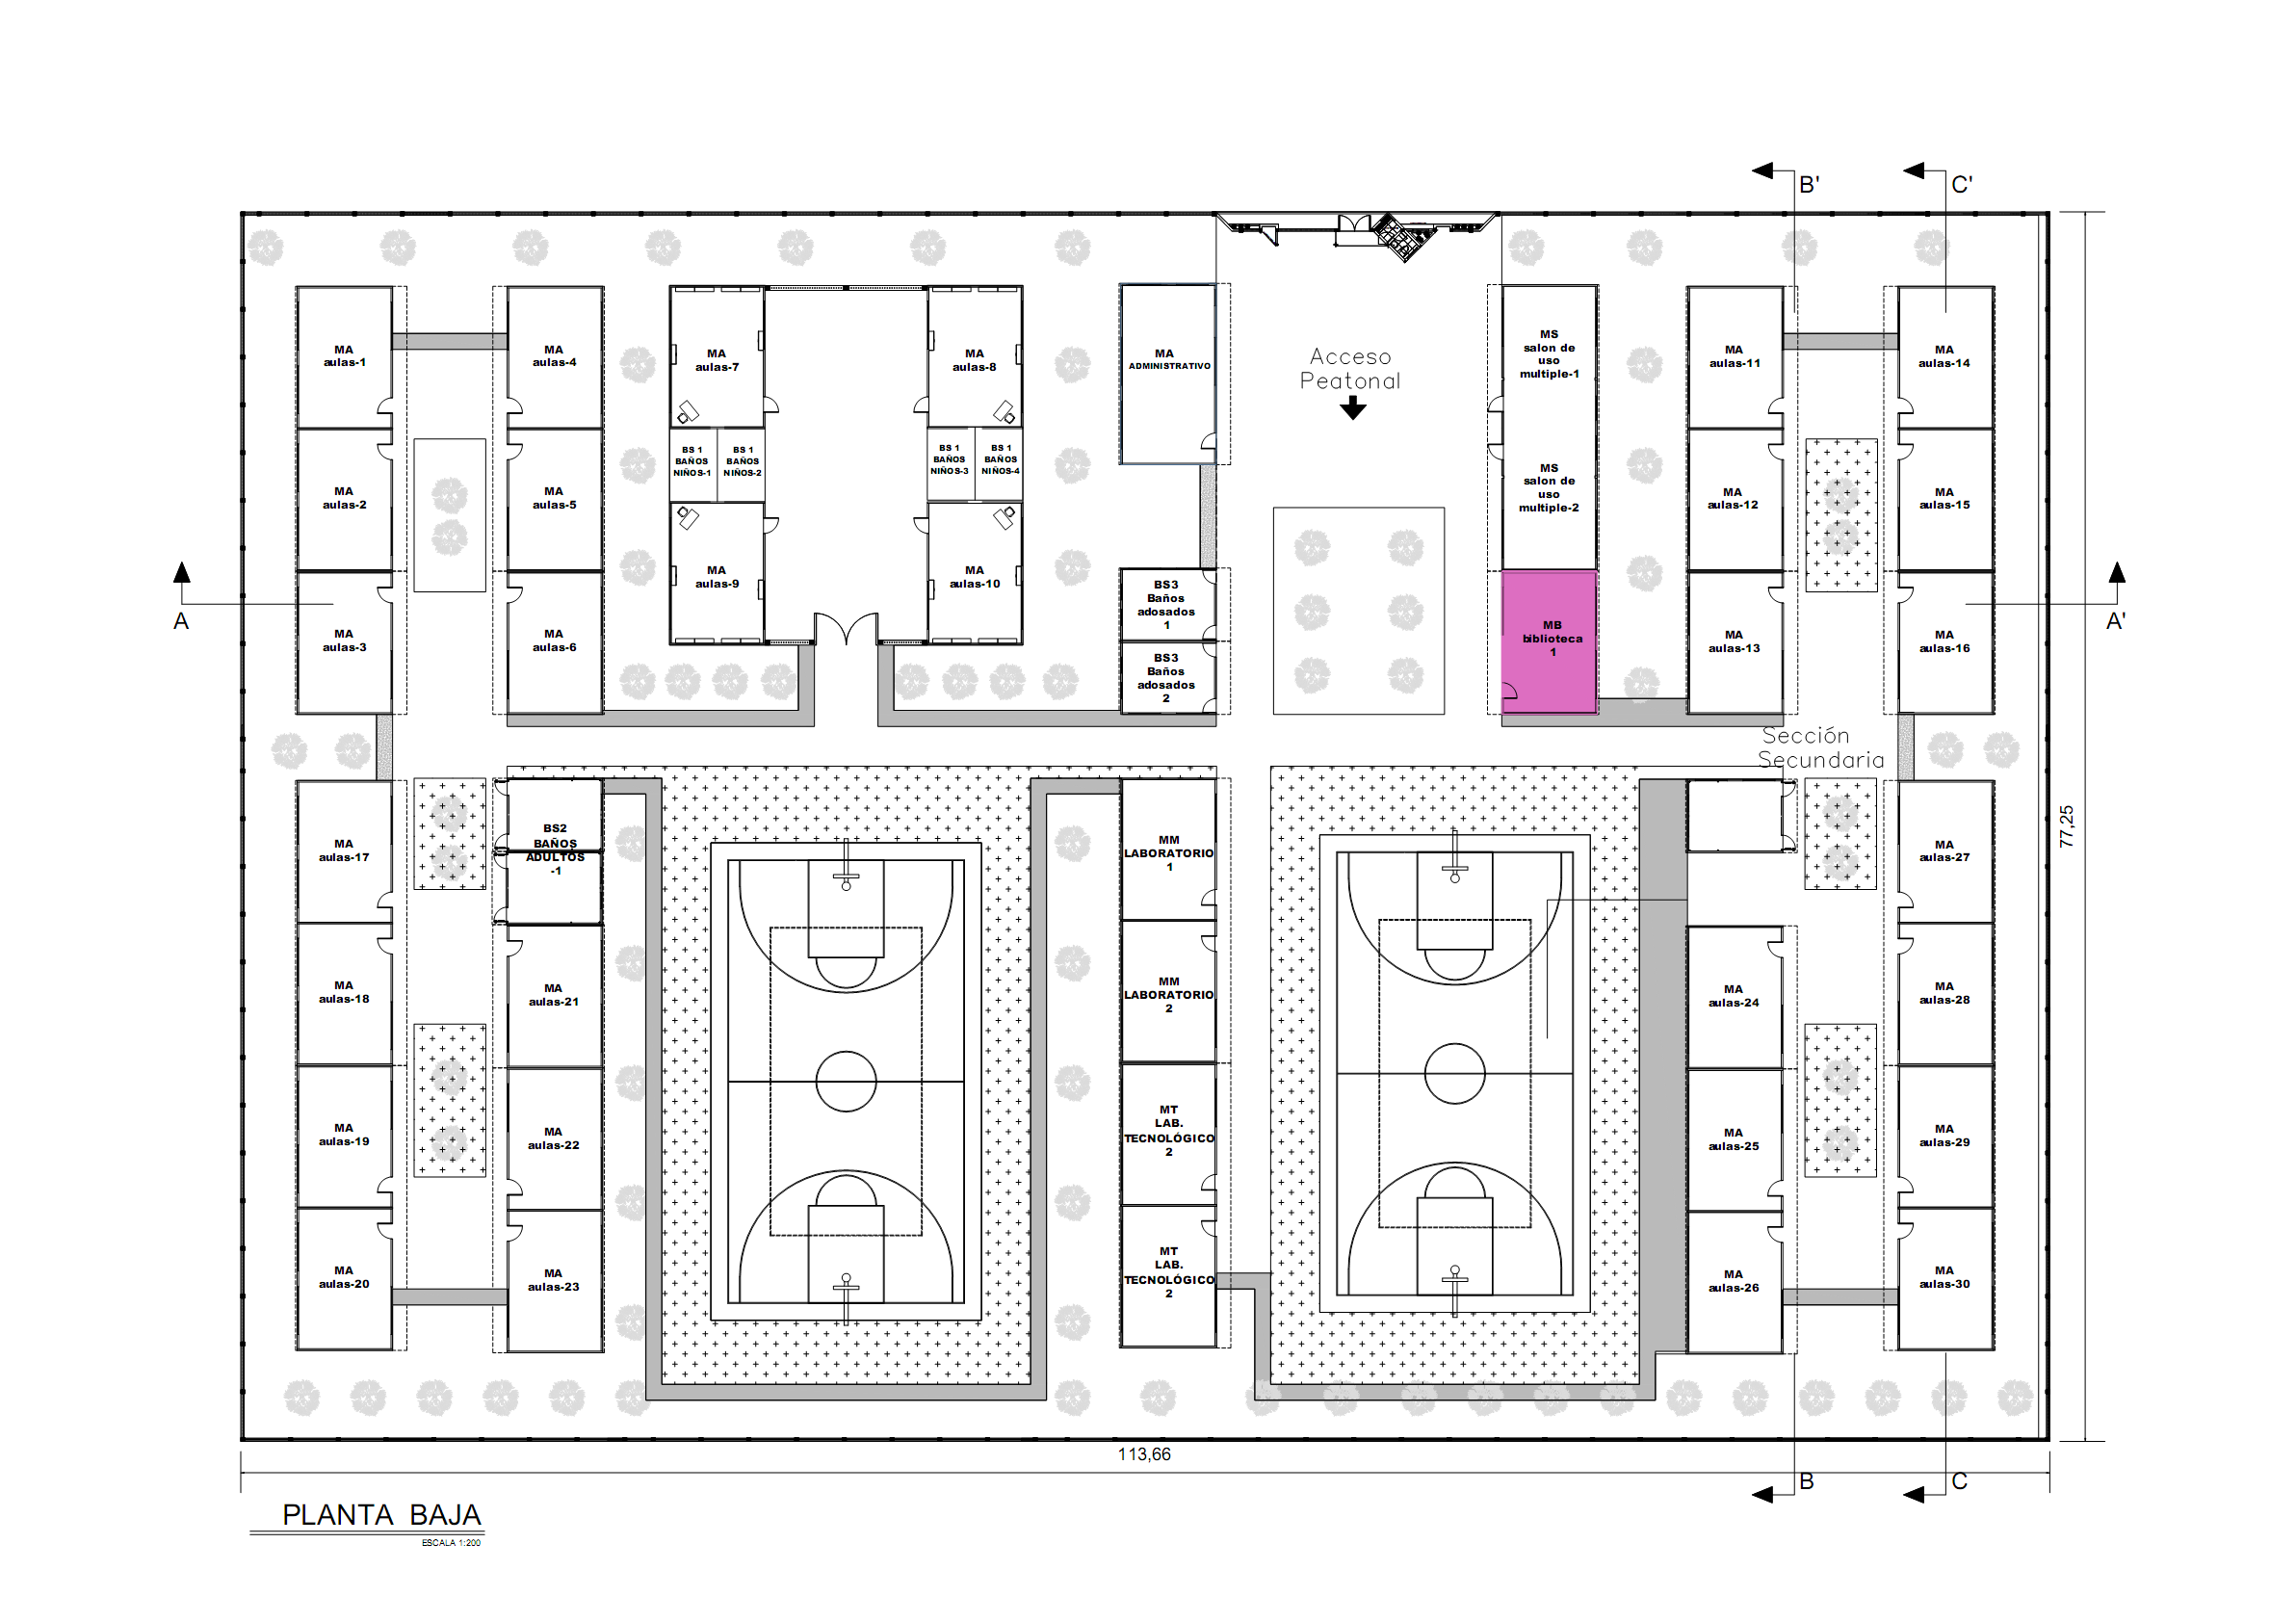 B'
C'
MA
aulas-1
MA
aulas-4
MA
aulas-7
MA
aulas-8
MA
ADMINISTRATIVO
Acceso
Peatonal
MS
salon de
uso
multiple-1
MA
aulas-11
MA
aulas-14
MA
aulas-2
MA
aulas-5
BS 1
BAÑOS
NIÑOS-1
BS 1
BAÑOS
NIÑOS-2
BS 1
BAÑOS
NIÑOS-3
BS 1
BAÑOS
NIÑOS-4
MS
salon de
uso
multiple-2
MA
aulas-12
MA
aulas-15
A
MA
aulas-3
MA
aulas-6
MA
aulas-9
MA
aulas-10
BS3
Baños
adosados
1
BS3
Baños
adosados
2
MB
biblioteca
1
MA
aulas-13
MA
aulas-16
A'
Sección
Secundaria
MA
aulas-17
BS2
BAÑOS
ADULTOS
-1
MM
LABORATORIO
1
MA
aulas-27
77,25
MA
aulas-18
MA
aulas-21
MM
LABORATORIO
2
MA
aulas-24
MA
aulas-28
MA
aulas-19
MA
aulas-22
MT
LAB.
TECNOLÓGICO
2
MA
aulas-25
MA
aulas-29
MA
aulas-20
MA
aulas-23
MT
LAB.
TECNOLÓGICO
2
MA
aulas-26
MA
aulas-30
113,66
B
C
PLANTA BAJA
ESCALA 1:200